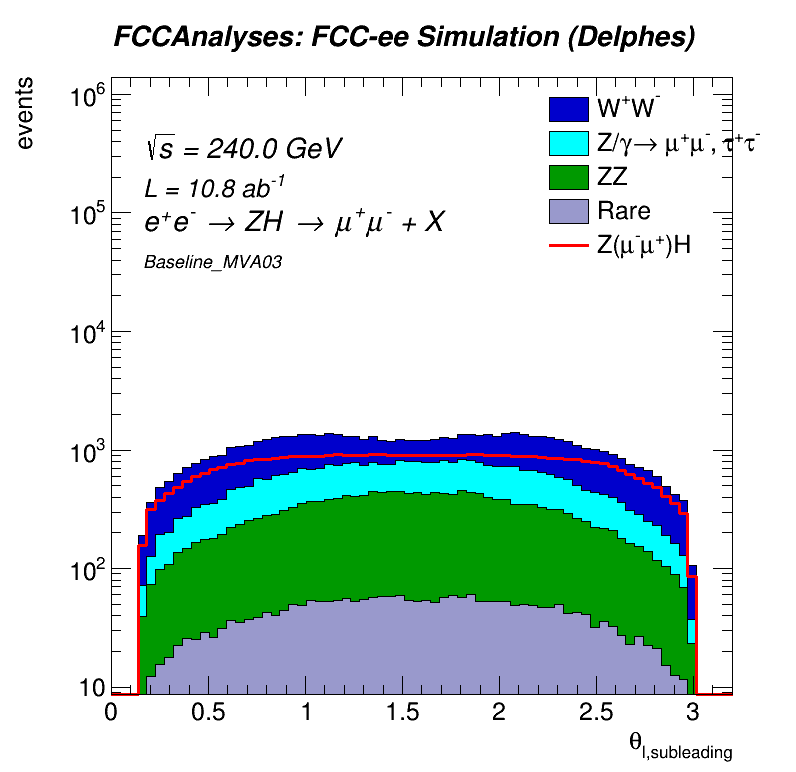 FCCAnalyses: FCC-ee Simulation (Delphes)
events
10⁶
10⁵
10⁴
10³
10²
10
√s = 240.0 GeV
L = 10.8 ab⁻¹
e⁺e⁻ → ZH → μ⁺μ⁻ + X
Baseline_MVA03
W⁺W⁻
Z/γ→ μ⁺μ⁻, τ⁺τ⁻
ZZ
Rare
Z(μ⁻μ⁺)H
0 0.5 1 1.5 2 2.5 3
θl,subleading